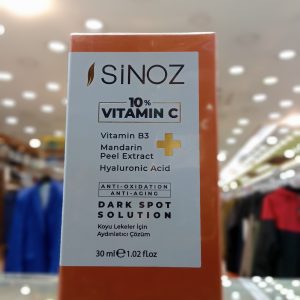 SiNOZ
10%
VITAMIN C
Vitamin B3
Mandarin
Peel Extract
Hyaluronic Acid
ANTI-OXIDATION
ANTI-AGING
DARK SPOT
SOLUTION
Koyu Lekeler İçin
Aydınlatıcı Çözüm
30 ml ℮ 1.02 fl.oz